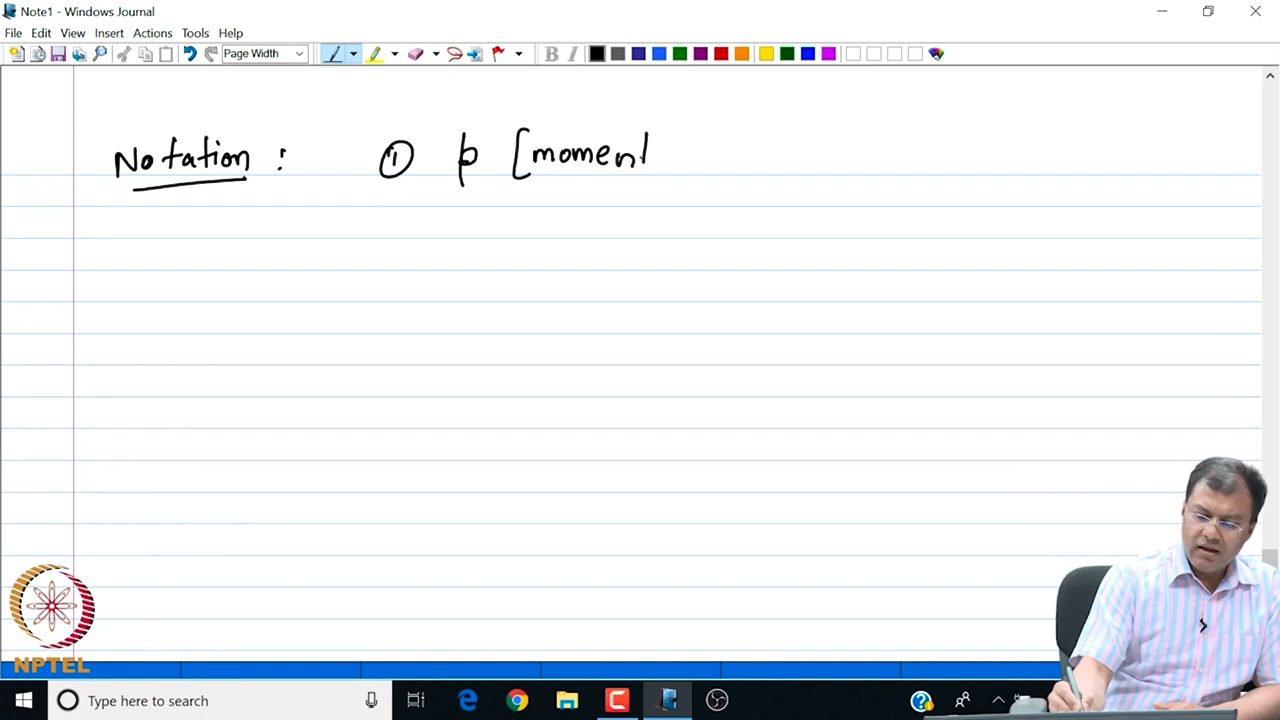 Note1 - Windows Journal
File Edit View Insert Actions Tools Help
Page Width
B I
Notation : ① p [moment
NPTEL
Type here to search